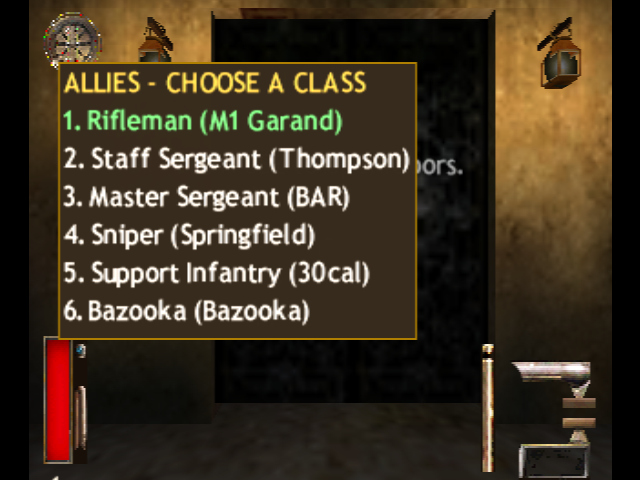 ALLIES - CHOOSE A CLASS
1. Rifleman (M1 Garand)
2. Staff Sergeant (Thompson)
3. Master Sergeant (BAR)
4. Sniper (Springfield)
5. Support Infantry (30cal)
6. Bazooka (Bazooka)